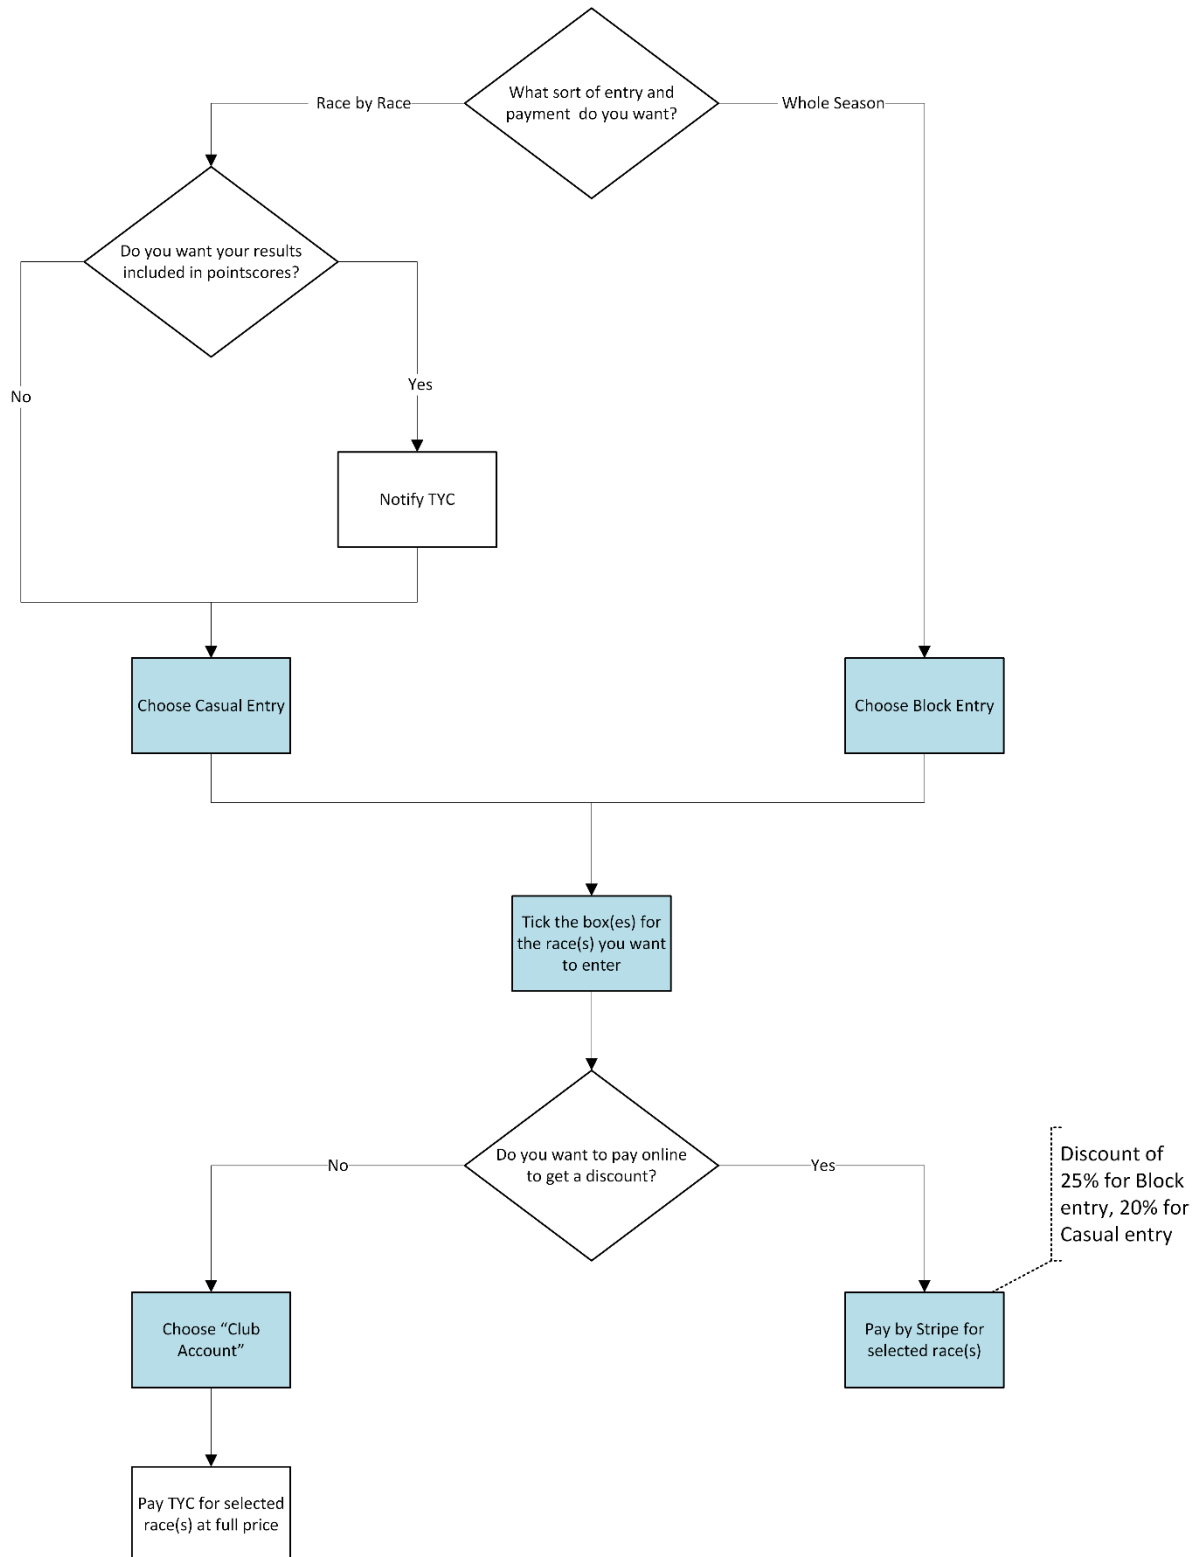 What sort of entry and
payment do you want?
Race by Race
Whole Season
Do you want your results
included in pointscores?
No
Yes
Notify TYC
Choose Casual Entry
Choose Block Entry
Tick the box(es) for
the race(s) you want
to enter
Do you want to pay online
to get a discount?
No
Yes
Discount of
25% for Block
entry, 20% for
Casual entry
Choose “Club
Account”
Pay by Stripe for
selected race(s)
Pay TYC for selected
race(s) at full price